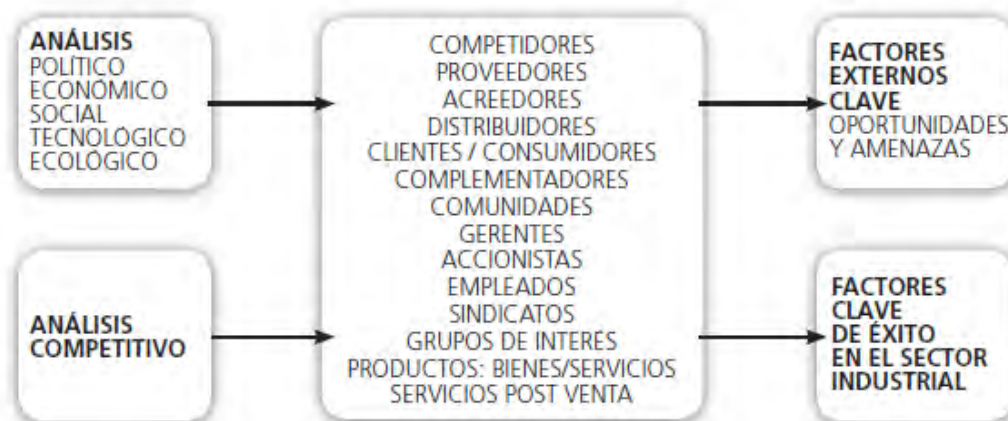 ANÁLISIS
POLÍTICO
ECONÓMICO
SOCIAL
TECNOLÓGICO
ECOLÓGICO
ANÁLISIS
COMPETITIVO
COMPETIDORES
PROVEEDORES
ACREEDORES
DISTRIBUIDORES
CLIENTES / CONSUMIDORES
COMPLEMENTADORES
COMUNIDADES
GERENTES
ACCIONISTAS
EMPLEADOS
SINDICATOS
GRUPOS DE INTERÉS
PRODUCTOS: BIENES/SERVICIOS
SERVICIOS POST VENTA
FACTORES
EXTERNOS
CLAVE
OPORTUNIDADES
Y AMENAZAS
FACTORES
CLAVE
DE ÉXITO
EN EL SECTOR
INDUSTRIAL